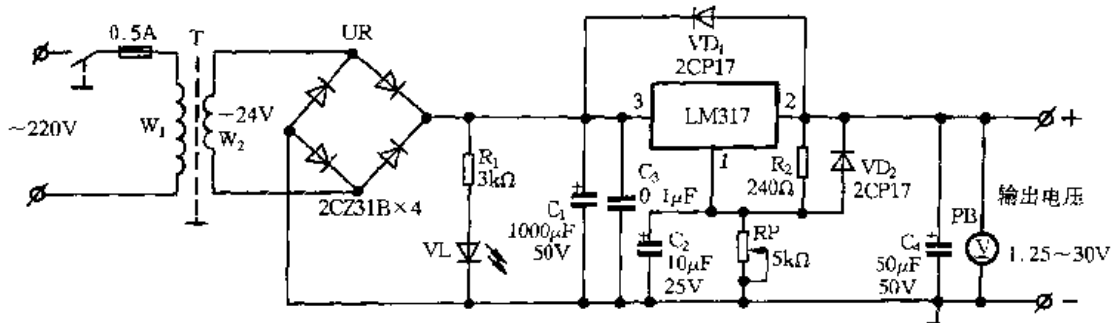 0.5A
T
UR
VD₁
2CP17
~220V
W₁
~24V
W₂
2CZ31B×4
R₁
3kΩ
VL
C₁
1000μF
50V
C₃
0 1μF
3
LM317
2
1
R₂
240Ω
VD₂
2CP17
C₂
10μF
25V
RP
5kΩ
C₄
50μF
50V
PB
V
+
输出电压
1.25～30V
−